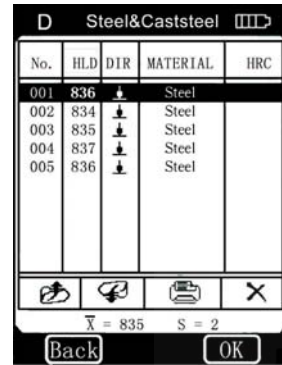 D Steel&Caststeel
No. HLD DIR MATERIAL HRC
001 836 Steel
002 834 Steel
003 835 Steel
004 837 Steel
005 836 Steel
X̄ = 835 S = 2
Back OK